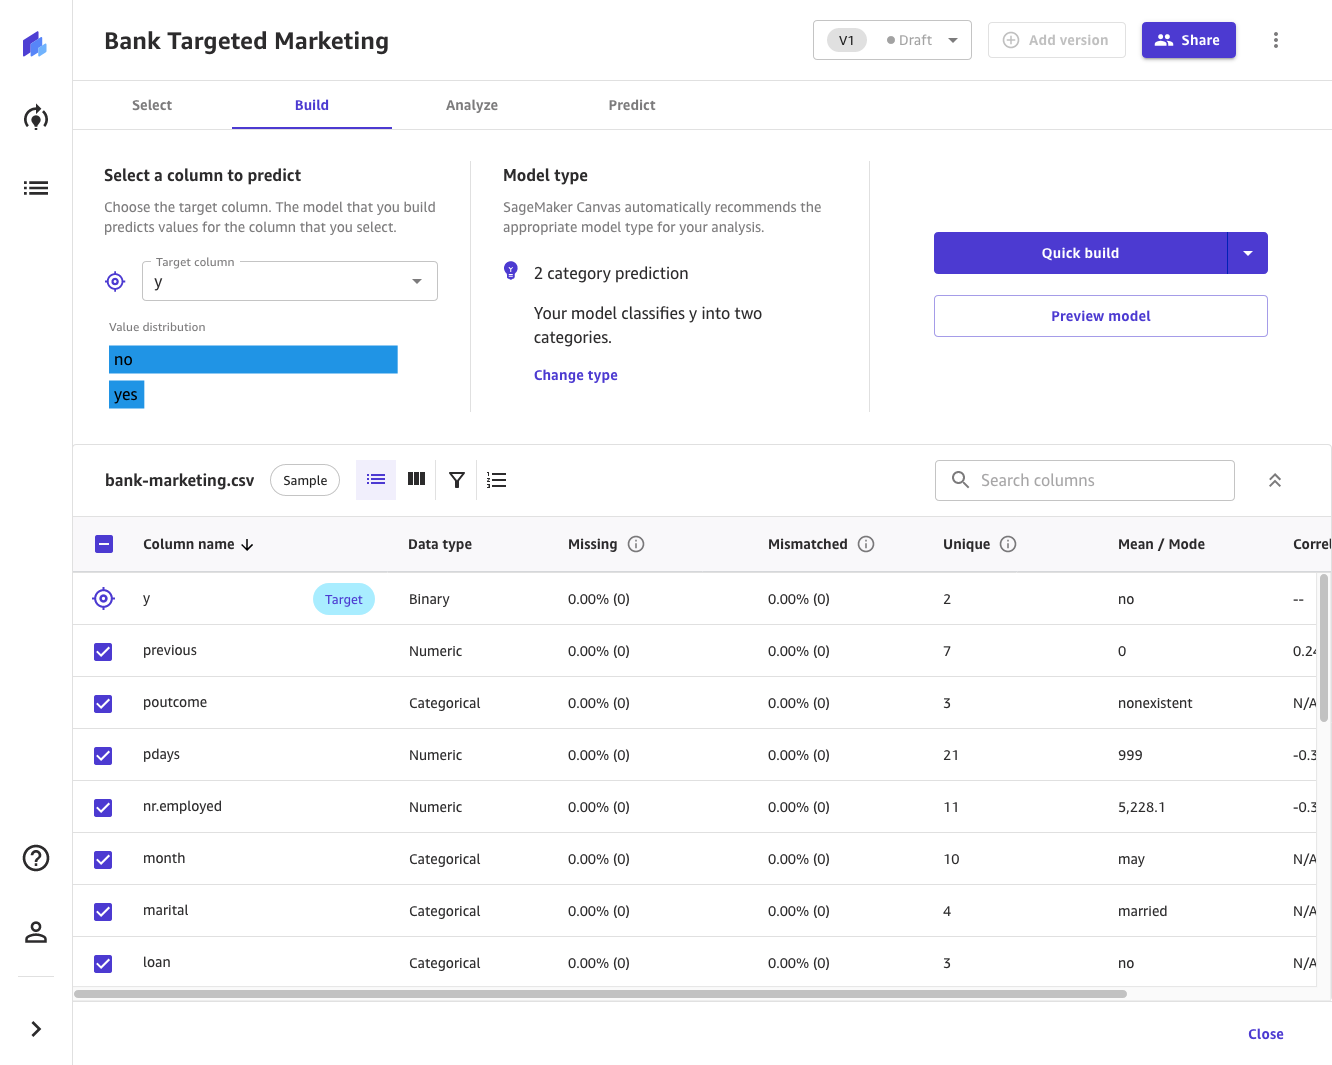 Bank Targeted Marketing
V1
Draft
Add version
Share
Select
Build
Analyze
Predict
Select a column to predict
Choose the target column. The model that you build
predicts values for the column that you select.
Target column
y
Value distribution
no
yes
Model type
SageMaker Canvas automatically recommends the
appropriate model type for your analysis.
2 category prediction
Your model classifies y into two
categories.
Change type
Quick build
Preview model
bank-marketing.csv
Sample
Search columns
Column name Data type Missing Mismatched Unique Mean / Mode Correl
y Target Binary 0.00% (0) 0.00% (0) 2 no --
previous Numeric 0.00% (0) 0.00% (0) 7 0 0.24
poutcome Categorical 0.00% (0) 0.00% (0) 3 nonexistent N/A
pdays Numeric 0.00% (0) 0.00% (0) 21 999 -0.3
nr.employed Numeric 0.00% (0) 0.00% (0) 11 5,228.1 -0.3
month Categorical 0.00% (0) 0.00% (0) 10 may N/A
marital Categorical 0.00% (0) 0.00% (0) 4 married N/A
loan Categorical 0.00% (0) 0.00% (0) 3 no N/A
Close